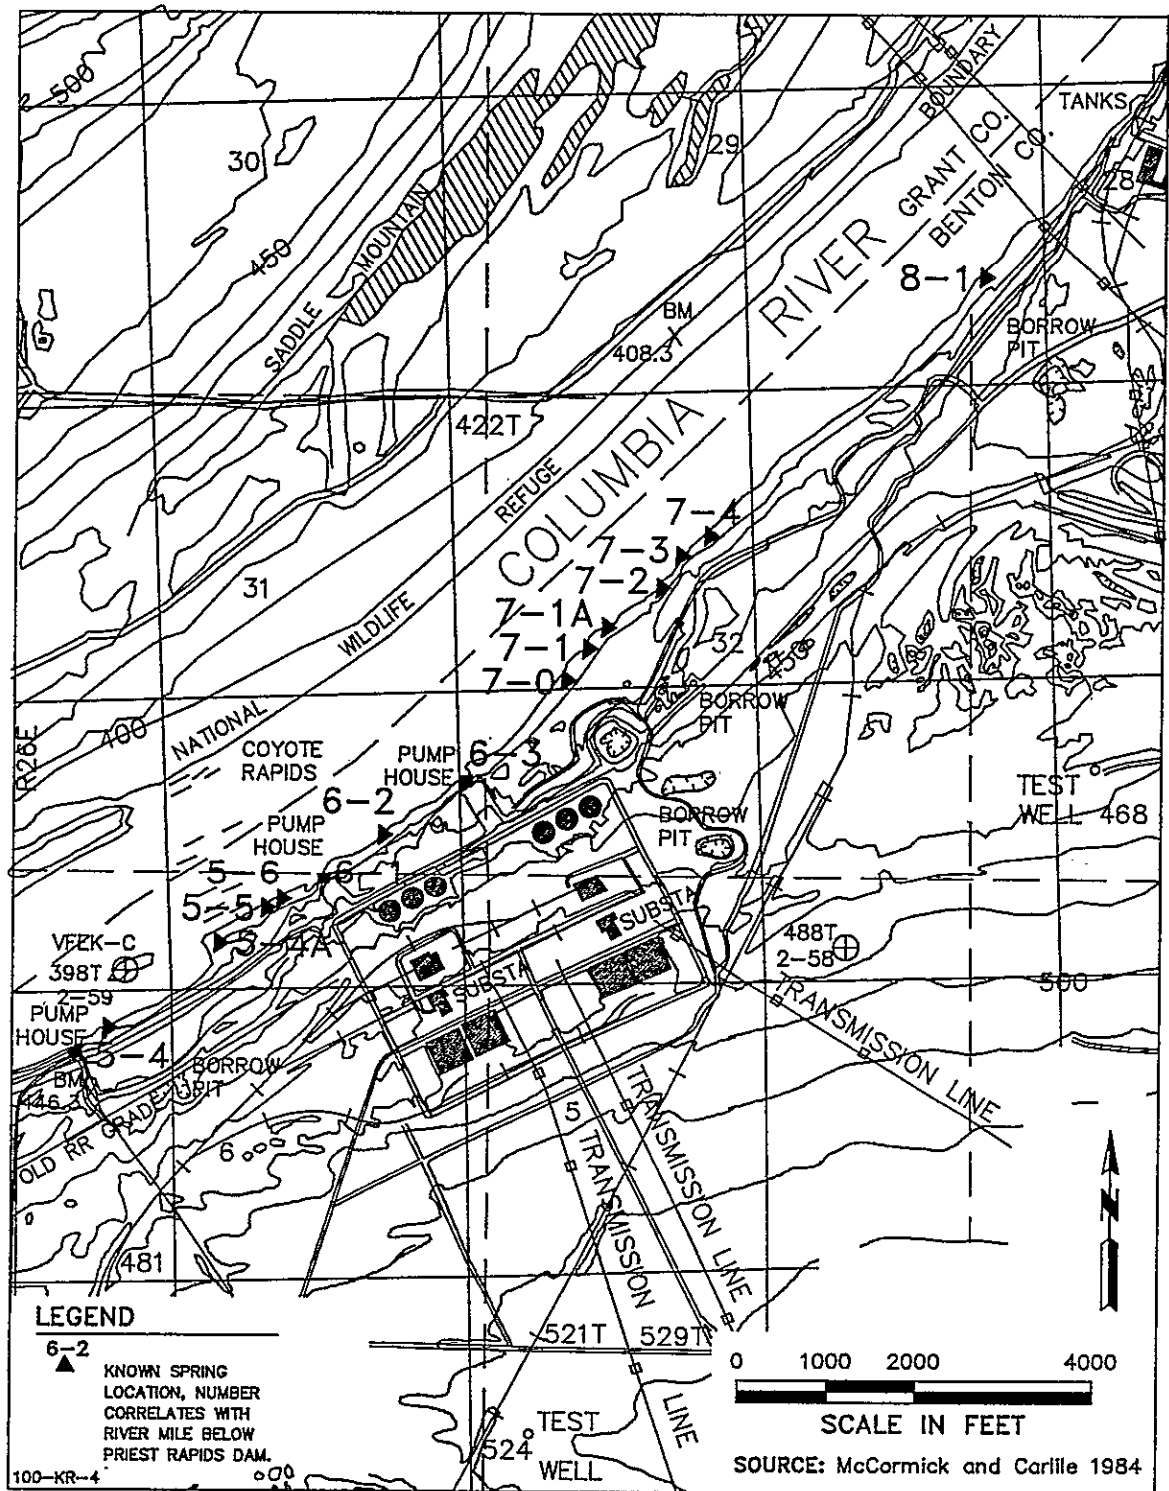 500
30
29
BOUNDARY
GRANT CO.
BENTON CO.
TANKS
28
450
SADDLE MOUNTAIN
RIVER
8-1
BM
408.3
BORROW
PIT
422T
COLUMBIA
REFUGE
WILDLIFE
NATIONAL
31
7-4
7-3
7-2
7-1A
7-1
7-0
32
450
BORROW
PIT
R26E
400
COYOTE
RAPIDS
PUMP
HOUSE
6-3
6-2
PUMP
HOUSE
BORROW
PIT
TEST
WELL 468
5-6
6-1
5-5
5-4A
VFEK-C
398T
2-59
SUBSTA
SUBSTA
488T
2-58
500
TRANSMISSION LINE
PUMP
HOUSE
5-4
BORROW
PIT
BM
446.3
OLD RR GRADE
6
5
TRANSMISSION LINE
TRANSMISSION LINE
481
N
521T
529T
524
TEST
WELL
LEGEND
6-2
KNOWN SPRING
LOCATION, NUMBER
CORRELATES WITH
RIVER MILE BELOW
PRIEST RAPIDS DAM.
100-KR-4
0 1000 2000 4000
SCALE IN FEET
SOURCE: McCormick and Carlile 1984